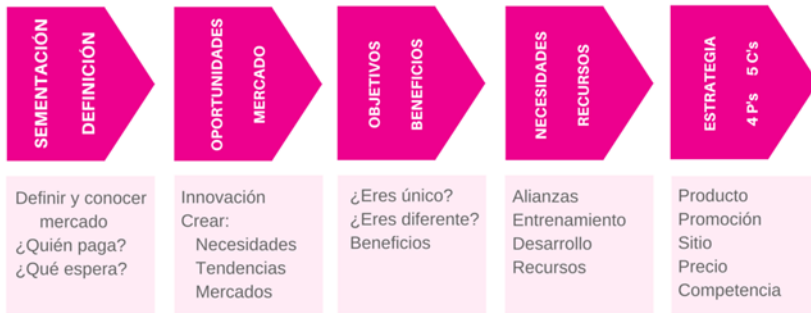 SEMENTACIÓN
DEFINICIÓN
OPORTUNIDADES
MERCADO
OBJETIVOS
BENEFICIOS
NECESIDADES
RECURSOS
ESTRATEGIA
4 P's 5 C's
Definir y conocer
mercado
¿Quién paga?
¿Qué espera?
Innovación
Crear:
Necesidades
Tendencias
Mercados
¿Eres único?
¿Eres diferente?
Beneficios
Alianzas
Entrenamiento
Desarrollo
Recursos
Producto
Promoción
Sitio
Precio
Competencia